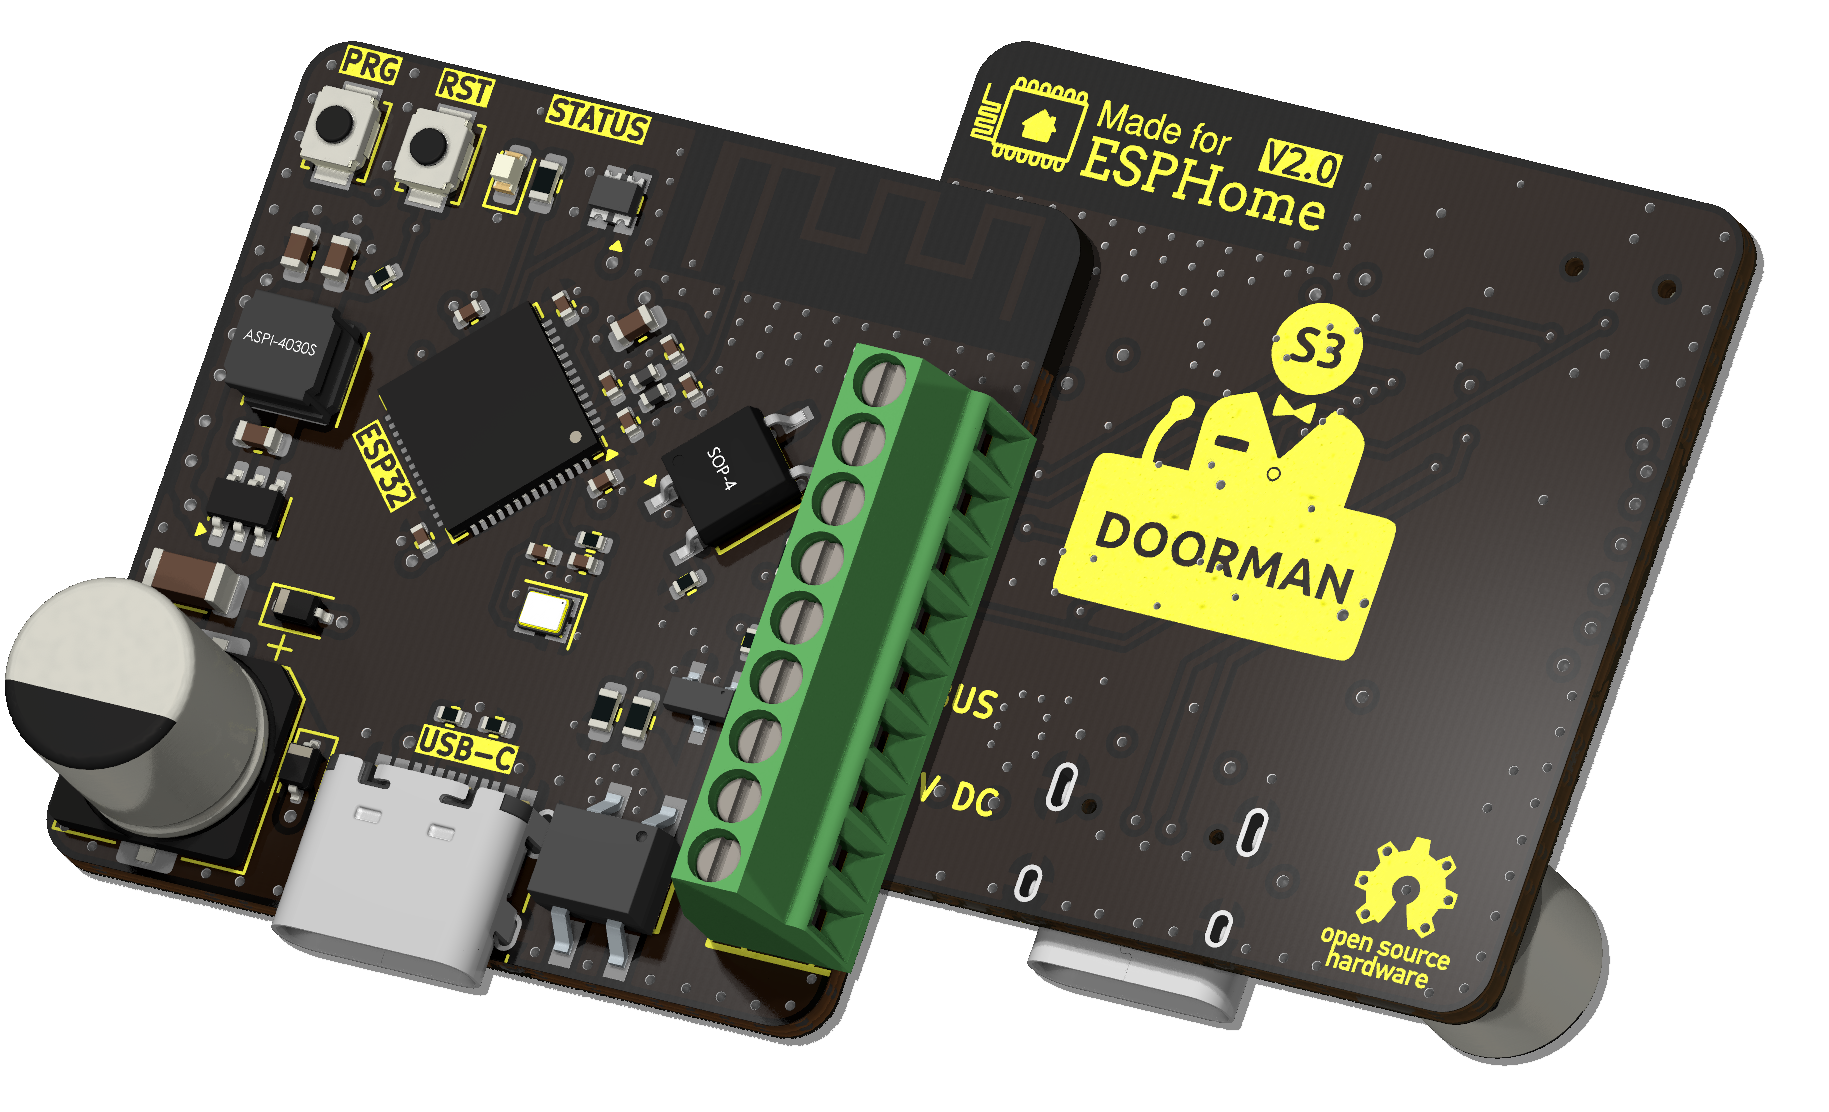 PRG
RST
STATUS
ASPI-4030S
ESP32
SOP-4
+
USB-C
Made for
ESPHome
V2.0
S3
DOORMAN
US
V DC
open source
hardware